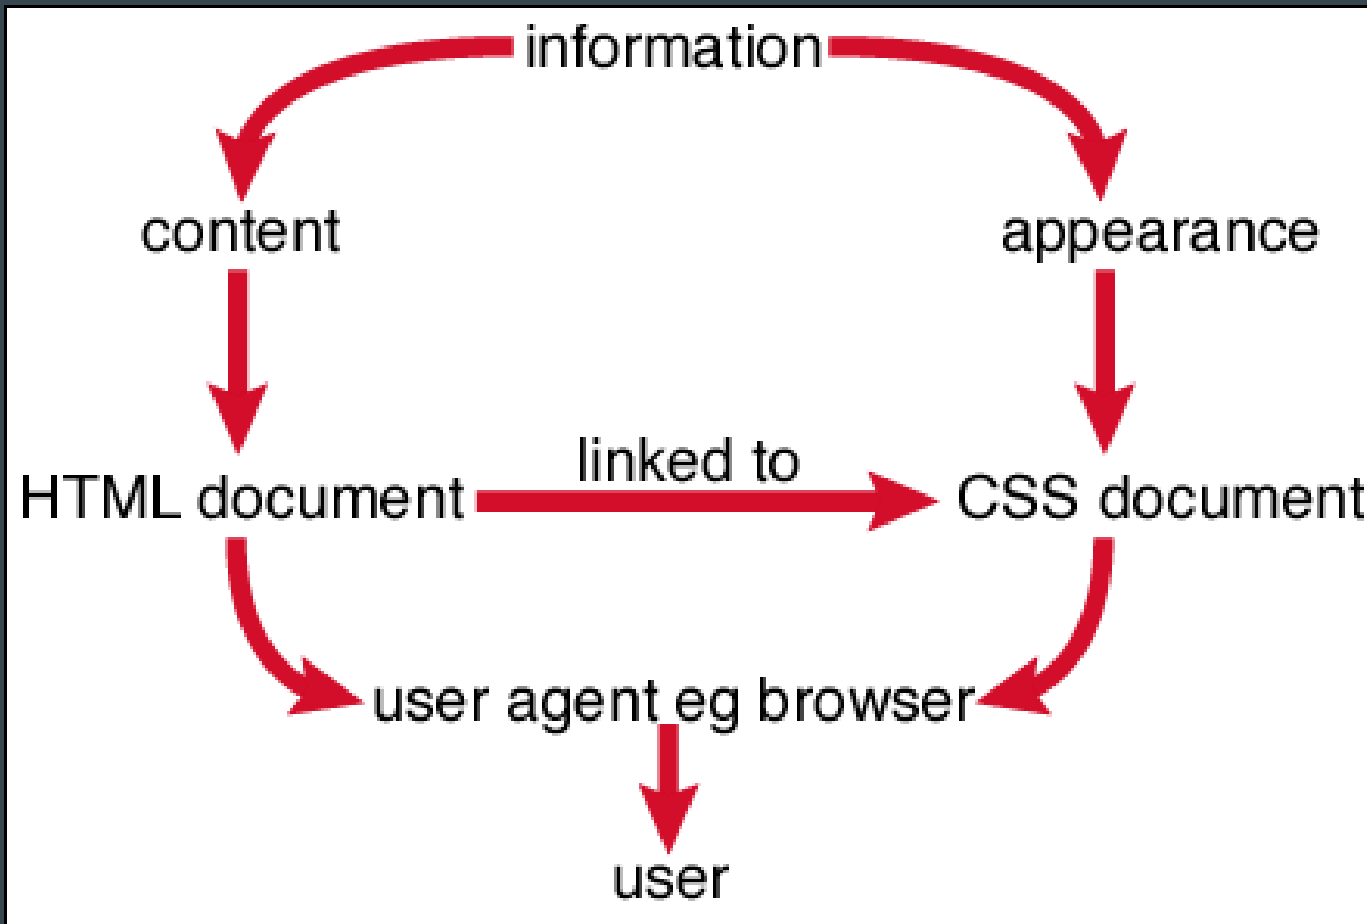 information
content
appearance
linked to
HTML document
CSS document
user agent eg browser
user